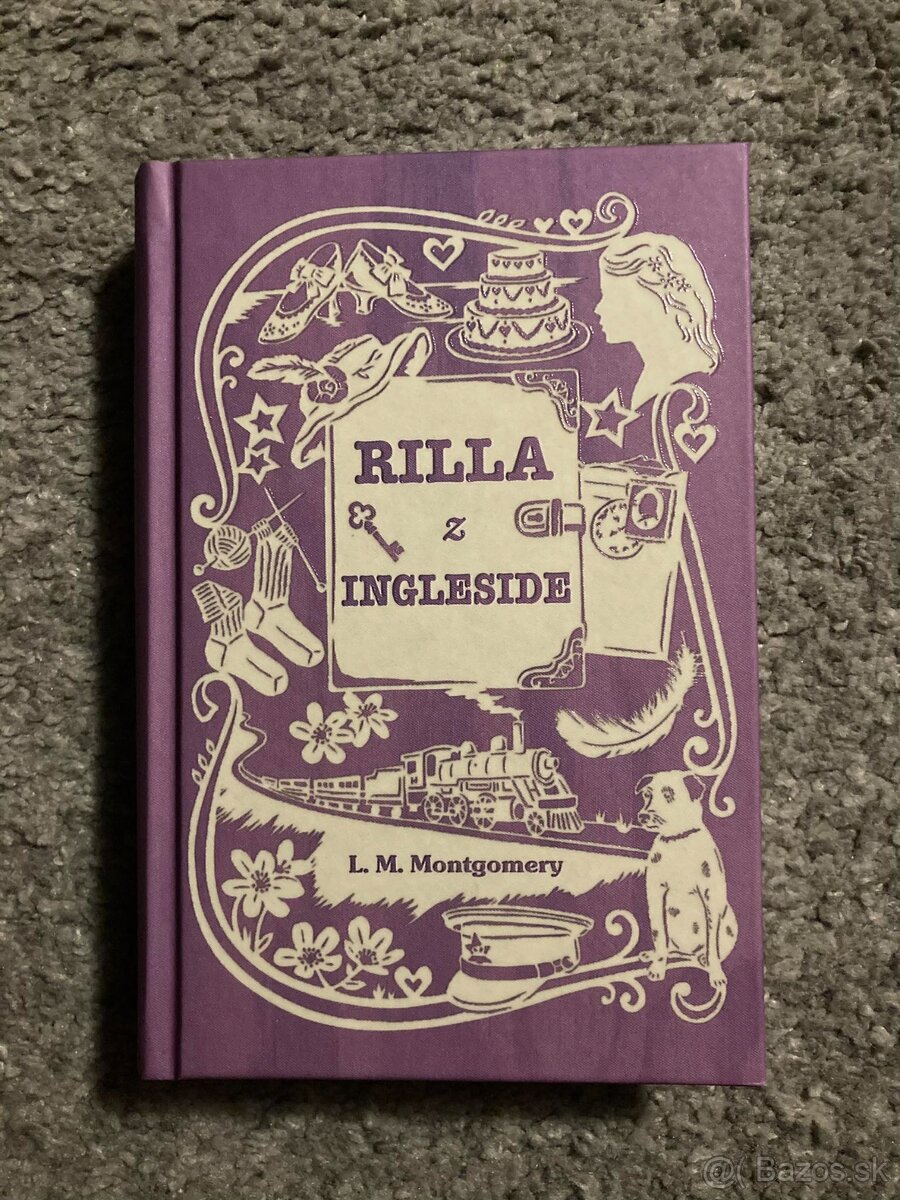 RILLA
z
INGLESIDE
L. M. Montgomery
@( Bazos.sk